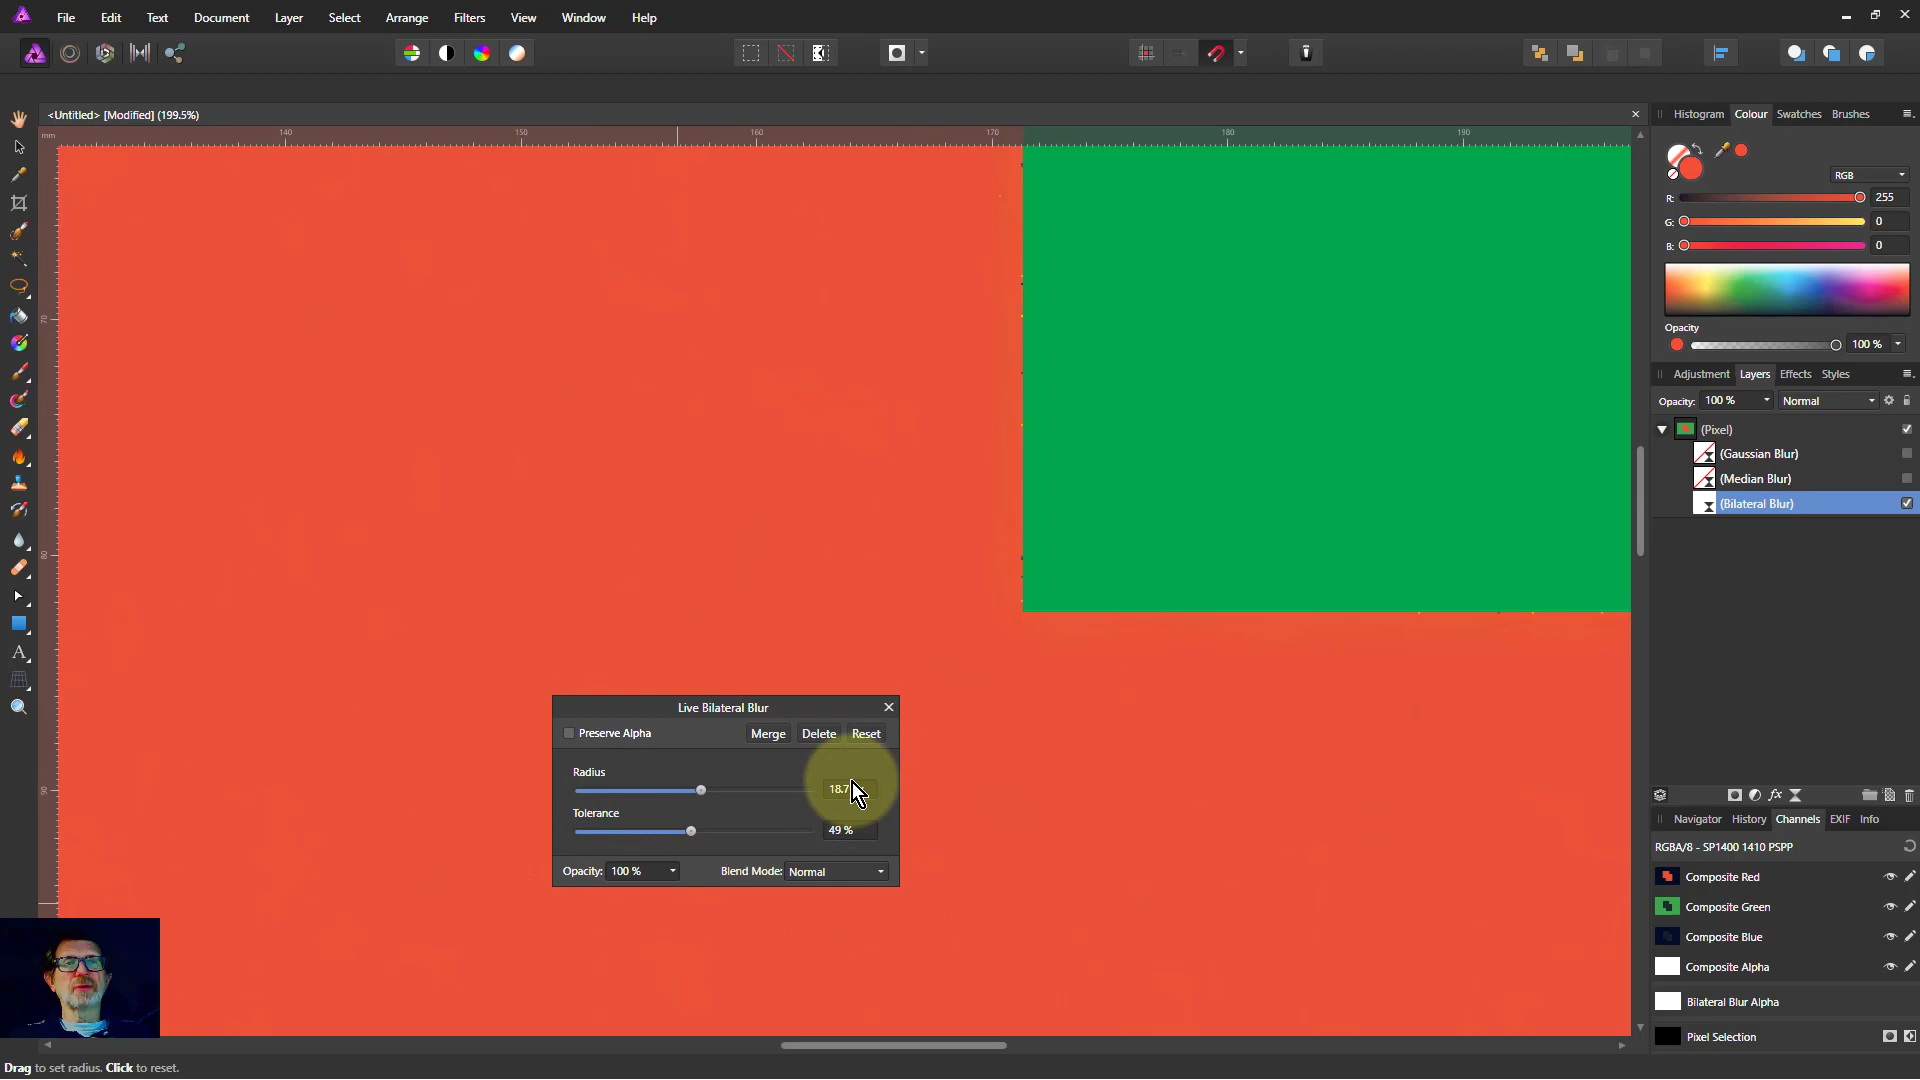 File Edit Text Document Layer Select Arrange Filters View Window Help
<Untitled> [Modified] (199.5%)
Histogram Colour Swatches Brushes
mm 140 150 160 170 180 190
RGB
R: 255
G: 0
B: 0
Opacity
100 %
Adjustment Layers Effects Styles
Opacity: 100 % Normal
(Pixel)
(Gaussian Blur)
(Median Blur)
(Bilateral Blur)
70
80
90
Live Bilateral Blur
Preserve Alpha Merge Delete Reset
Radius
18.7
Tolerance
49 %
Opacity: 100 % Blend Mode: Normal
Navigator History Channels EXIF Info
RGBA/8 - SP1400 1410 PSPP
Composite Red
Composite Green
Composite Blue
Composite Alpha
Bilateral Blur Alpha
Pixel Selection
Drag to set radius. Click to reset.